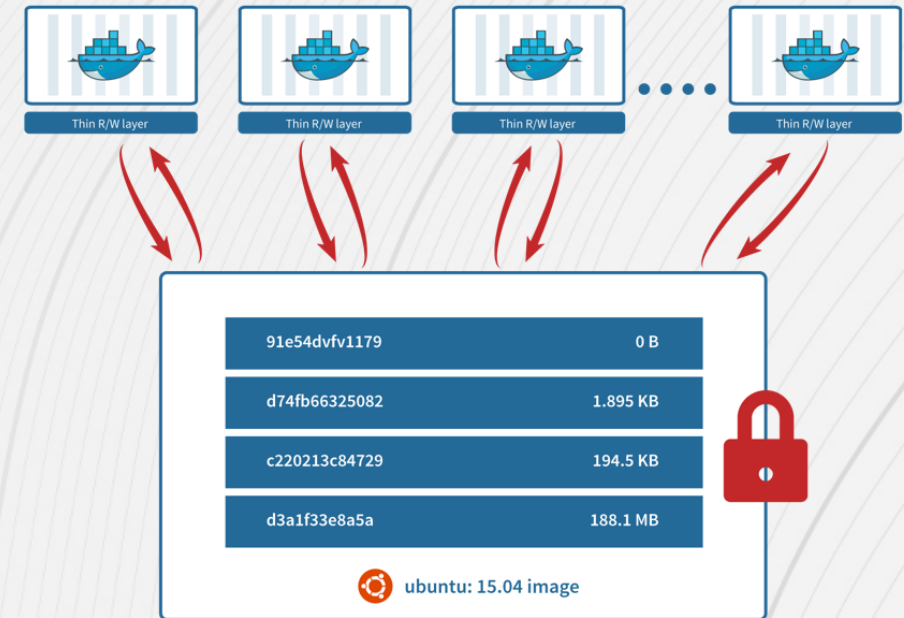 Thin R/W layer
Thin R/W layer
Thin R/W layer
Thin R/W layer
91e54dvfv1179 0 B
d74fb66325082 1.895 KB
c220213c84729 194.5 KB
d3a1f33e8a5a 188.1 MB
ubuntu: 15.04 image